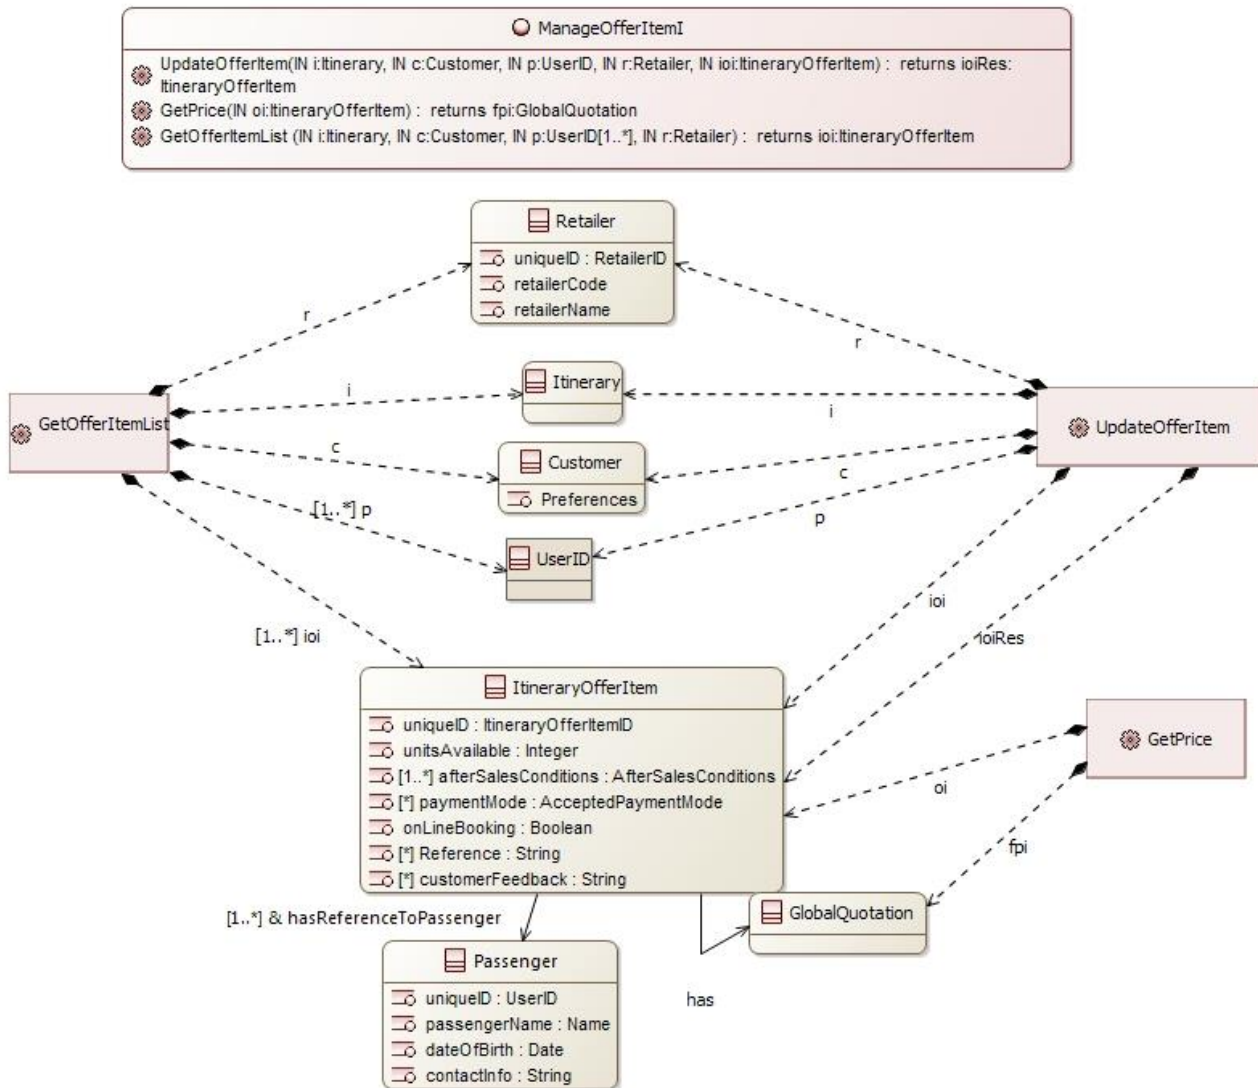 ManageOfferItemI
UpdateOfferItem(IN i:Itinerary, IN c:Customer, IN p:UserID, IN r:Retailer, IN ioi:ItineraryOfferItem) : returns ioiRes:
ItineraryOfferItem
GetPrice(IN oi:ItineraryOfferItem) : returns fpi:GlobalQuotation
GetOfferItemList (IN i:Itinerary, IN c:Customer, IN p:UserID[1..*], IN r:Retailer) : returns ioi:ItineraryOfferItem
Retailer
uniqueID : RetailerID
retailerCode
retailerName
r
r
Itinerary
i
i
GetOfferItemList
UpdateOfferItem
Customer
Preferences
c
c
[1..*] p
p
UserID
[1..*] ioi
ioi
ioiRes
ItineraryOfferItem
uniqueID : ItineraryOfferItemID
unitsAvailable : Integer
[1..*] afterSalesConditions : AfterSalesConditions
[*] paymentMode : AcceptedPaymentMode
onLineBooking : Boolean
[*] Reference : String
[*] customerFeedback : String
GetPrice
oi
fpi
[1..*] & hasReferenceToPassenger
GlobalQuotation
has
Passenger
uniqueID : UserID
passengerName : Name
dateOfBirth : Date
contactInfo : String